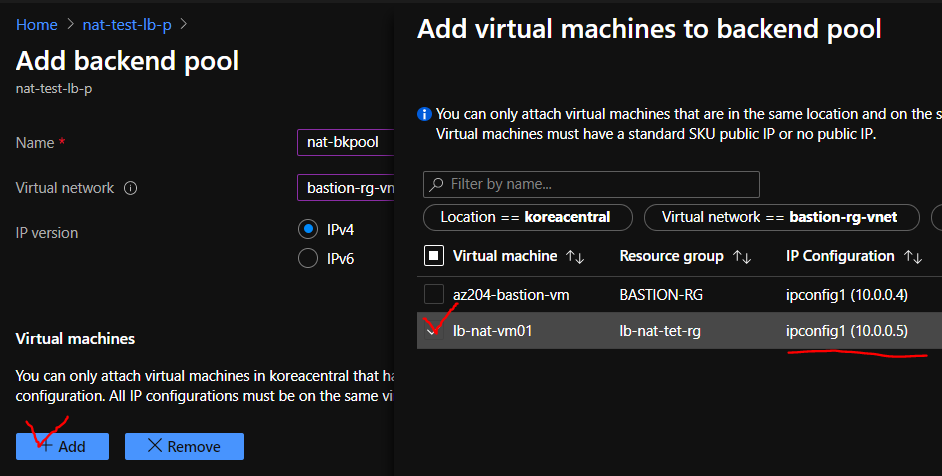 Home > nat-test-lb-p >
Add backend pool
nat-test-lb-p
Name *
nat-bkpool
Virtual network
bastion-rg-vn
IP version
IPv4
IPv6
Virtual machines
You can only attach virtual machines in koreacentral that ha
configuration. All IP configurations must be on the same vi
+ Add
Remove
Add virtual machines to backend pool
You can only attach virtual machines that are in the same location and on the s
Virtual machines must have a standard SKU public IP or no public IP.
Filter by name...
Location == koreacentral
Virtual network == bastion-rg-vnet
Virtual machine ↑↓ Resource group ↑↓ IP Configuration ↑↓
az204-bastion-vm BASTION-RG ipconfig1 (10.0.0.4)
lb-nat-vm01 lb-nat-tet-rg ipconfig1 (10.0.0.5)